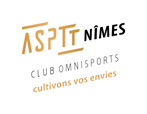 ASPTT NÎMES
CLUB OMNISPORTS
cultivons vos envies